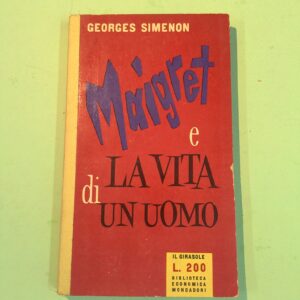 GEORGES SIMENON
Maigret
e
LA VITA
di
UN UOMO
IL GIRASOLE
L. 200
BIBLIOTECA
ECONOMICA
MONDADORI